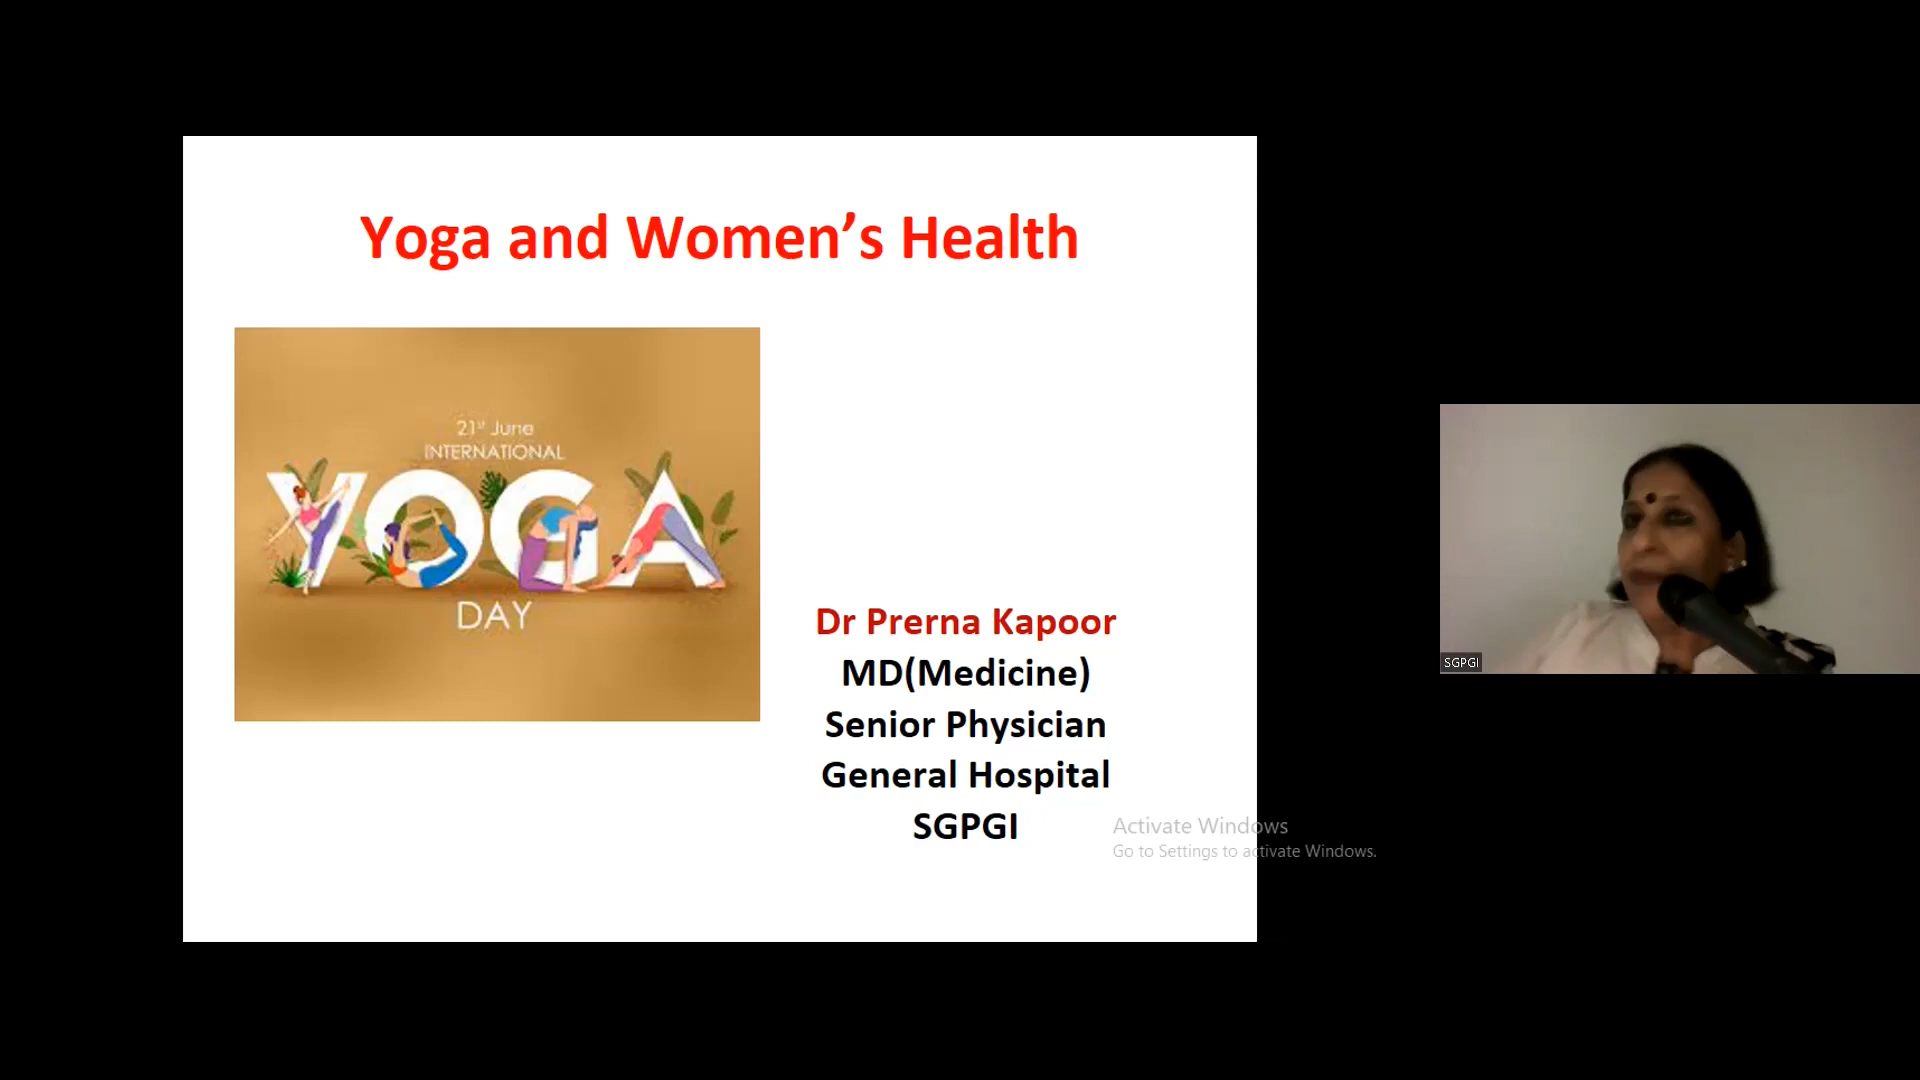 Yoga and Women's Health
21st June
INTERNATIONAL
YOGA
DAY
Dr Prerna Kapoor
MD(Medicine)
Senior Physician
General Hospital
SGPGI
Activate Windows
Go to Settings to activate Windows.
SGPGI